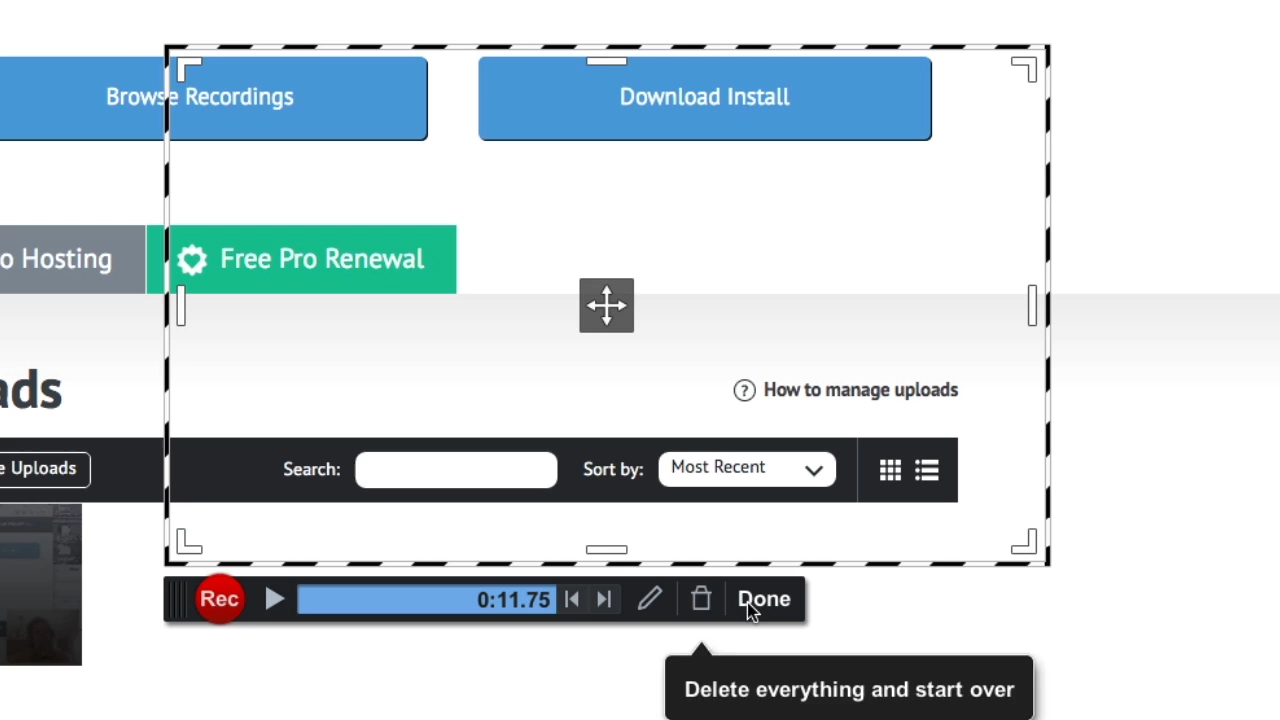 Browse Recordings
Download Install
o Hosting
Free Pro Renewal
ads
? How to manage uploads
e Uploads
Search:
Sort by:
Most Recent
Rec
0:11.75
Done
Delete everything and start over